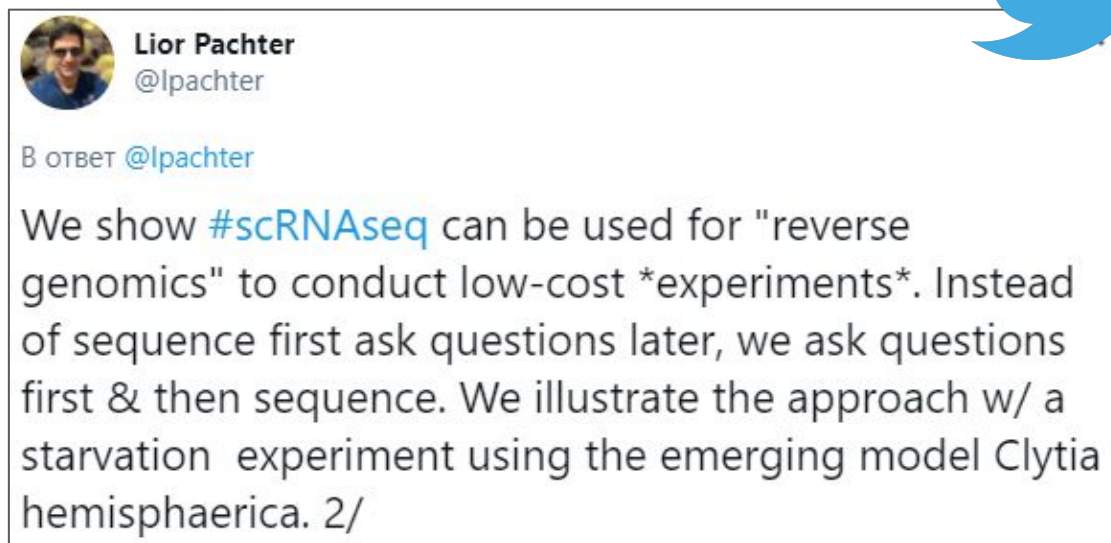 Lior Pachter
@lpachter
В ответ @lpachter
We show #scRNAseq can be used for "reverse
genomics" to conduct low-cost *experiments*. Instead
of sequence first ask questions later, we ask questions
first & then sequence. We illustrate the approach w/ a
starvation  experiment using the emerging model Clytia
hemisphaerica. 2/